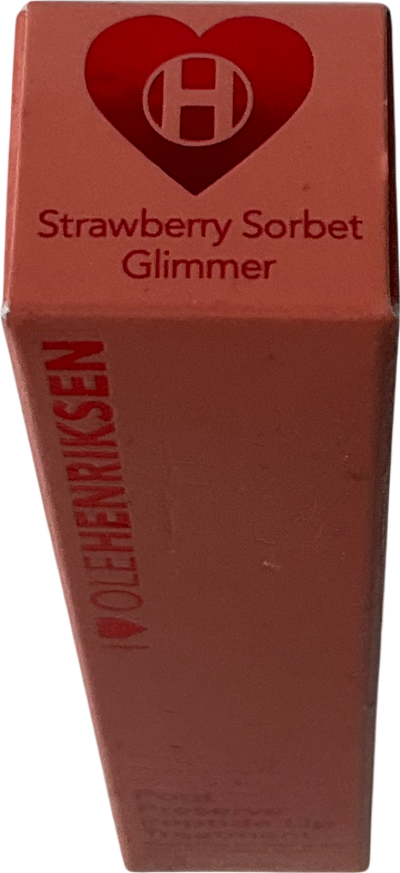 H
Strawberry Sorbet
Glimmer
I ♥ OLEHENRIKSEN
Pout
Preserve
Peptide Lip
Treatment